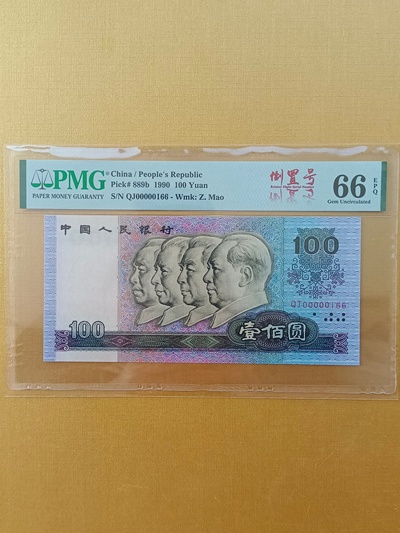 PMG
PAPER MONEY GUARANTY
China / People's Republic
Pick# 889b 1990 100 Yuan
S/N QJ00000166 - Wmk: Z. Mao
倒置号
66 EPQ
Gem Uncirculated
中国人民银行
100
QJ00000166
100
壹佰圆